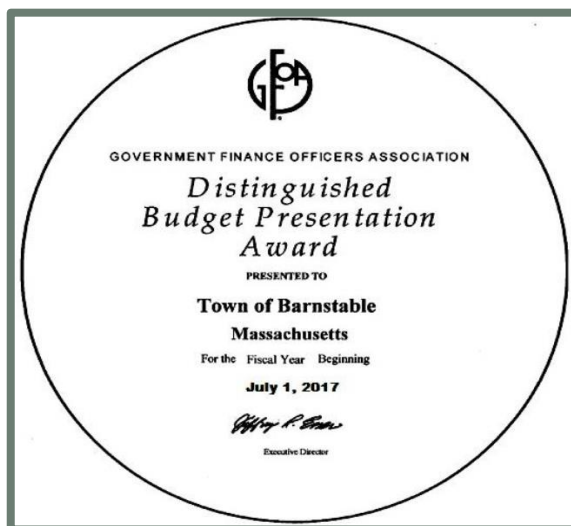 GFOA
GOVERNMENT FINANCE OFFICERS ASSOCIATION
Distinguished
Budget Presentation
Award
PRESENTED TO
Town of Barnstable
Massachusetts
For the Fiscal Year Beginning
July 1, 2017
Executive Director